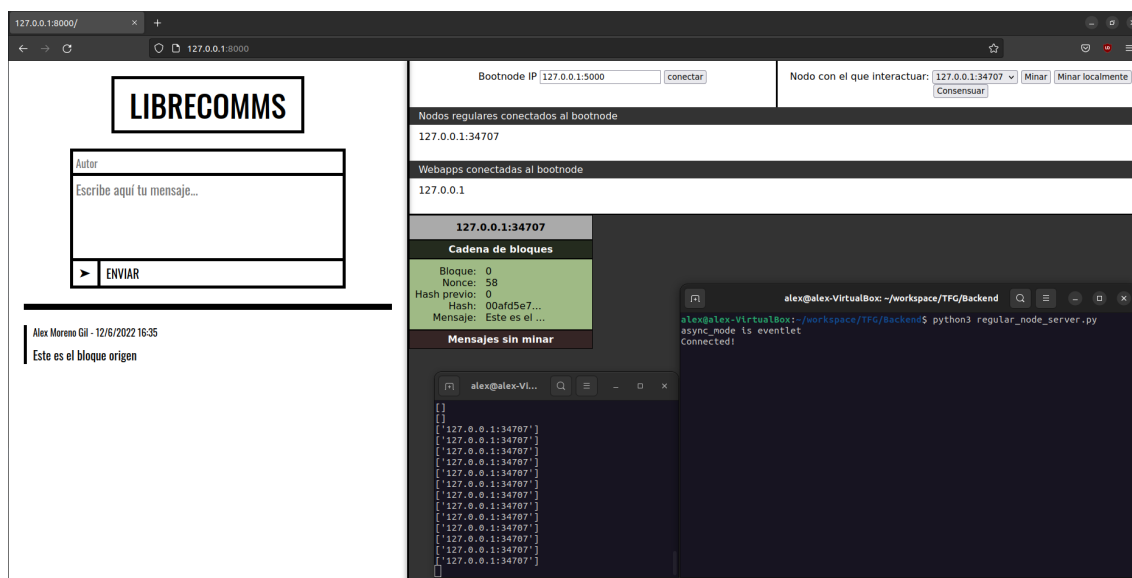 127.0.0.1:8000/
127.0.0.1:8000
LIBRECOMMS
Autor
Escribe aquí tu mensaje...
➤ ENVIAR
Alex Moreno Gil - 12/6/2022 16:35
Este es el bloque origen
Bootnode IP 127.0.0.1:5000 conectar
Nodo con el que interactuar: 127.0.0.1:34707 Minar Minar localmente
Consensuar
Nodos regulares conectados al bootnode
127.0.0.1:34707
Webapps conectadas al bootnode
127.0.0.1
127.0.0.1:34707
Cadena de bloques
Bloque: 0
Nonce: 58
Hash previo: 0
Hash: 00afd5e7...
Mensaje: Este es el ...
Mensajes sin minar
alex@alex-Vi...
[]
[]
['127.0.0.1:34707']
['127.0.0.1:34707']
['127.0.0.1:34707']
['127.0.0.1:34707']
['127.0.0.1:34707']
['127.0.0.1:34707']
['127.0.0.1:34707']
['127.0.0.1:34707']
['127.0.0.1:34707']
['127.0.0.1:34707']
['127.0.0.1:34707']
['127.0.0.1:34707']
['127.0.0.1:34707']
alex@alex-VirtualBox: ~/workspace/TFG/Backend
alex@alex-VirtualBox:~/workspace/TFG/Backend$ python3 regular_node_server.py
async_mode is eventlet
Connected!